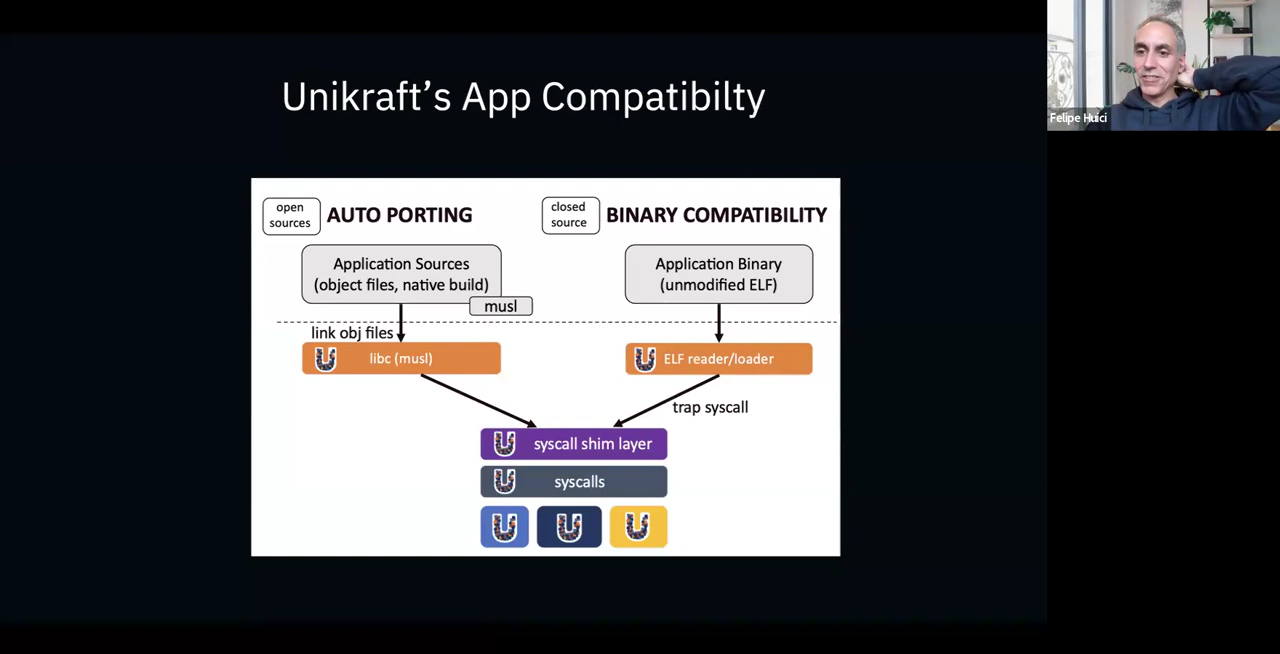 Unikraft's App Compatibilty
Felipe Huici
open
sources
AUTO PORTING
closed
source
BINARY COMPATIBILITY
Application Sources
(object files, native build)
musl
Application Binary
(unmodified ELF)
link obj files
libc (musl)
ELF reader/loader
trap syscall
syscall shim layer
syscalls